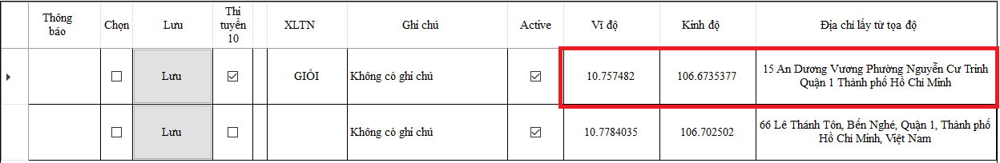 Thông báo
Chọn
Lưu
Thi tuyển 10
XLTN
Ghi chú
Active
Vĩ độ
Kinh độ
Địa chỉ lấy từ tọa độ
Lưu
GIỎI
Không có ghi chú
10.757482
106.6735377
15 An Dương Vương Phường Nguyễn Cư Trinh
Quận 1 Thành phố Hồ Chí Minh
Lưu
Không có ghi chú
10.7784035
106.702502
66 Lê Thánh Tôn, Bến Nghé, Quận 1, Thành phố
Hồ Chí Minh, Việt Nam